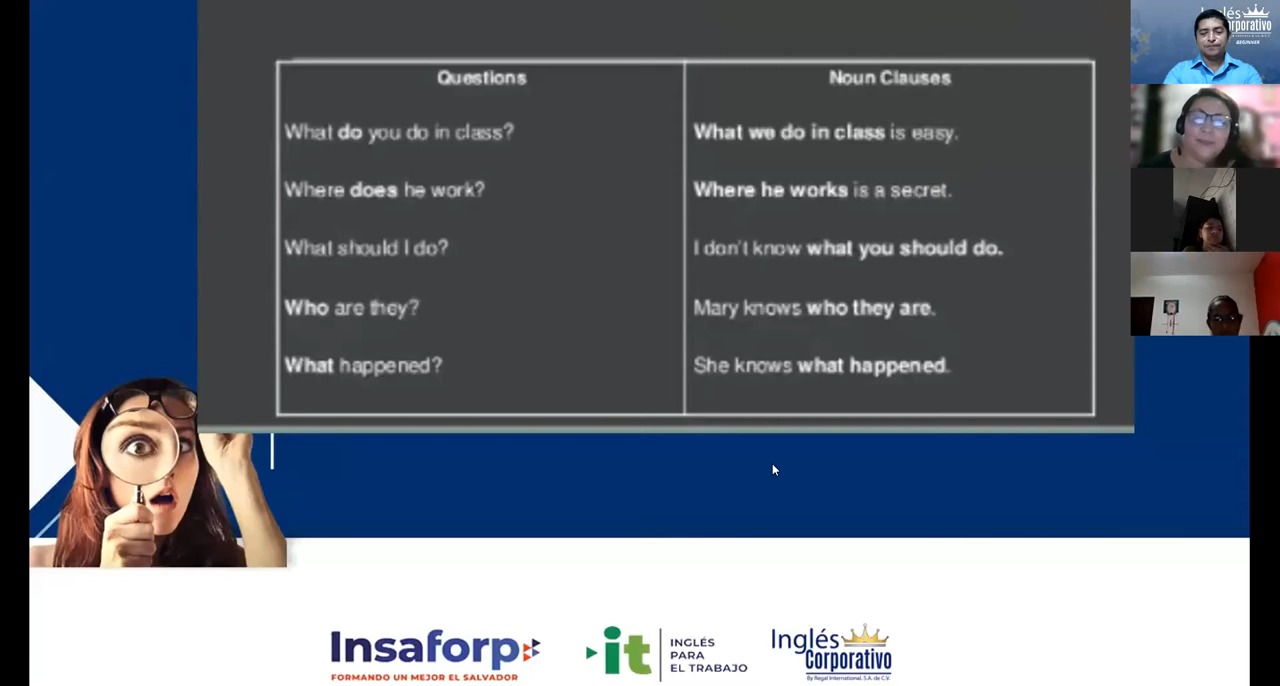 Questions
Noun Clauses
What do you do in class?
What we do in class is easy.
Where does he work?
Where he works is a secret.
What should I do?
I don't know what you should do.
Who are they?
Mary knows who they are.
What happened?
She knows what happened.
Insaforp
FORMANDO UN MEJOR EL SALVADOR
it
INGLÉS
PARA
EL TRABAJO
Inglés
Corporativo
By Regal International, S.A. de C.V.
Inglés
Corporativo
BEGINNER